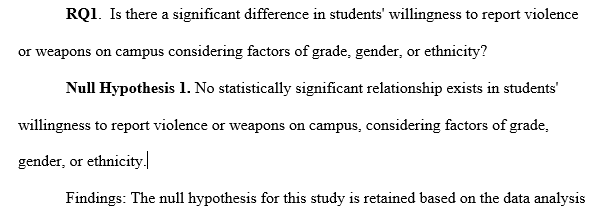 RQ1.  Is there a significant difference in students' willingness to report violence
or weapons on campus considering factors of grade, gender, or ethnicity?
Null Hypothesis 1. No statistically significant relationship exists in students'
willingness to report violence or weapons on campus, considering factors of grade,
gender, or ethnicity.
Findings: The null hypothesis for this study is retained based on the data analysis